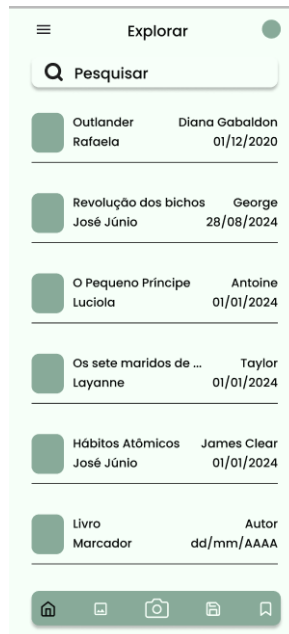 Explorar
Pesquisar
Outlander Diana Gabaldon
Rafaela 01/12/2020
Revolução dos bichos George
José Júnio 28/08/2024
O Pequeno Príncipe Antoine
Luciola 01/01/2024
Os sete maridos de ... Taylor
Layanne 01/01/2024
Hábitos Atômicos James Clear
José Júnio 01/01/2024
Livro Autor
Marcador dd/mm/AAAA